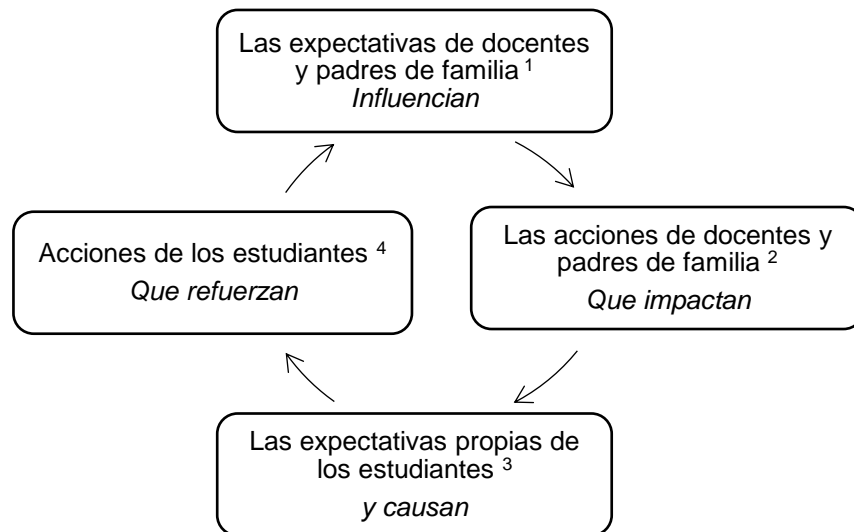 Las expectativas de docentes
y padres de familia ¹
Influencian
Las acciones de docentes y
padres de familia ²
Que impactan
Las expectativas propias de
los estudiantes ³
y causan
Acciones de los estudiantes ⁴
Que refuerzan